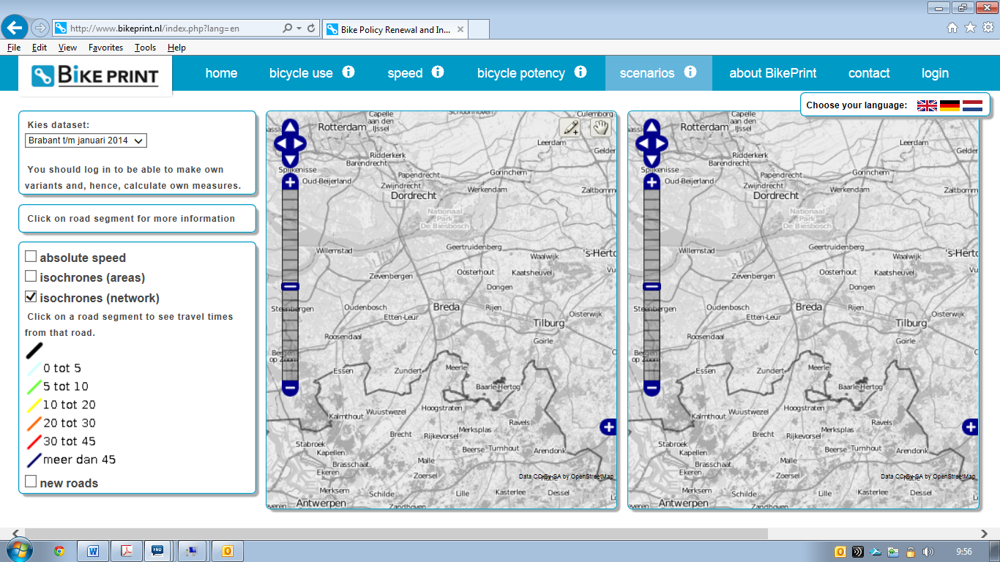 http://www.bikeprint.nl/index.php?lang=en
Bike Policy Renewal and In...
File Edit View Favorites Tools Help
BIKE PRINT
home bicycle use i speed i bicycle potency i scenarios i about BikePrint contact login
Choose your language:
Kies dataset:
Brabant t/m januari 2014
You should log in to be able to make own
variants and, hence, calculate own measures.
Click on road segment for more information
absolute speed
isochrones (areas)
isochrones (network)
Click on a road segment to see travel times
from that road.
0 tot 5
5 tot 10
10 tot 20
20 tot 30
30 tot 45
meer dan 45
new roads
Capelle
aan den
IJssel
Schoonhoven
Culemborg
Rotterdam
Leerdam
Gelder
Ridderkerk
Barendrecht
Spijkenisse
Oud-Beijerland
Papendrecht
Gorinchem
Zwijndrecht
Werkendam
Zaltbomm
Dordrecht
Nationaal
Park
De Biesbosch
Willemstad
Geertruidenberg
Waalwijk
's-Herto
Zevenbergen
Oosterhout
Kaatsheuvel
Dongen
Steenbergen
Oudenbosch
Breda
Rijen
Etten-Leur
Tilburg
Oisterwijk
Roosendaal
Goirle
Bergen
op Zoom
Essen
Zundert
Meerle
Baarle-Hertog
Hoogstraten
Kalmthout
Wuustwezel
Ravels
Brecht
Rijkevorsel
Merksplas
Stabroek
Kapellen
Beerse
Turnhout
Arendonk
Brasschaat
Malle
Ekeren
Zoersel
Data CC-By-SA by OpenStreetMap
Merksem
Schilde
Lille
Kasterlee
Dessel
Antwerpen
Zandhoven
Capelle
aan den
IJssel
Rotterdam
Leerdam
Gelder
Ridderkerk
Barendrecht
Spijkenisse
Oud-Beijerland
Papendrecht
Gorinchem
Zwijndrecht
Werkendam
Zaltbomm
Dordrecht
Nationaal
Park
De Biesbosch
Willemstad
Geertruidenberg
Waalwijk
's-Herto
Zevenbergen
Oosterhout
Kaatsheuvel
Dongen
Steenbergen
Oudenbosch
Breda
Rijen
Etten-Leur
Tilburg
Oisterwijk
Roosendaal
Goirle
Bergen
op Zoom
Essen
Zundert
Meerle
Baarle-Hertog
Hoogstraten
Kalmthout
Wuustwezel
Ravels
Brecht
Rijkevorsel
Merksplas
Stabroek
Kapellen
Beerse
Turnhout
Arendonk
Brasschaat
Malle
Ekeren
Zoersel
Data CC-By-SA by OpenStreetMap
Merksem
Schilde
Lille
Kasterlee
Dessel
Antwerpen
Zandhoven
9:56